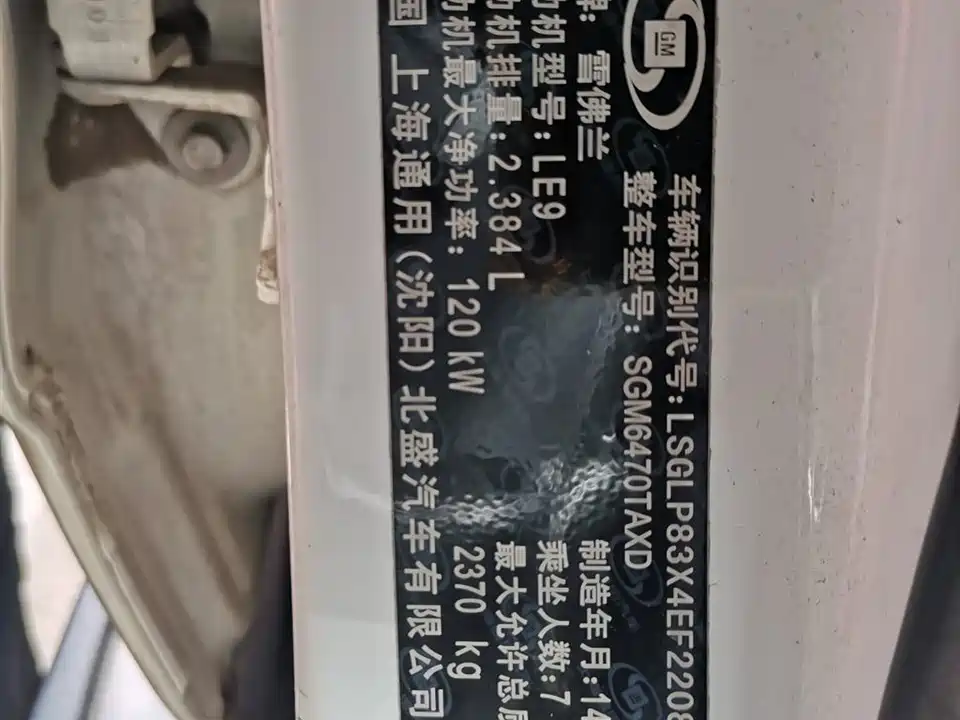 GM
车辆识别代号:LSGLP83X4EF2208
整车型号: SGM6470TAXD
牌: 雪佛兰
制造年月:14
动机型号:LE9
乘坐人数:7
动机排量:2.384 L
最大允许总质
动机最大净功率: 120 kW
2370 kg
国 上海通用(沈阳)北盛汽车有限公司